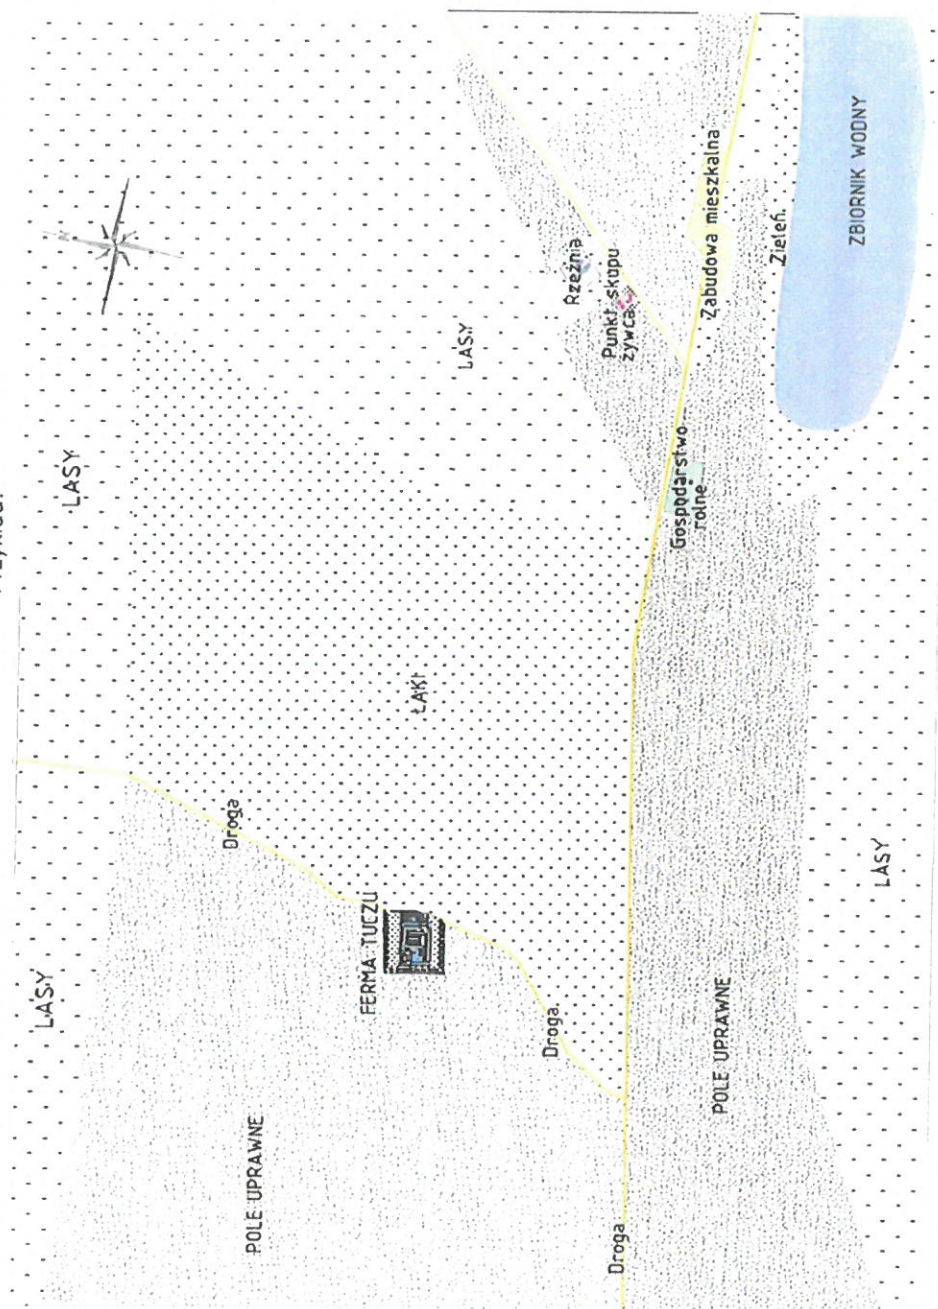 LASY
LASY
Droga
FERMA TUCZU
ŁĄKI
LASY
POLE UPRAWNE
Droga
Rzeźnia
Punkt skupu
żywca
Droga
Gospodarstwo
rolne
Zabudowa mieszkalna
Zieleń
POLE UPRAWNE
ZBIORNIK WODNY
LASY
N